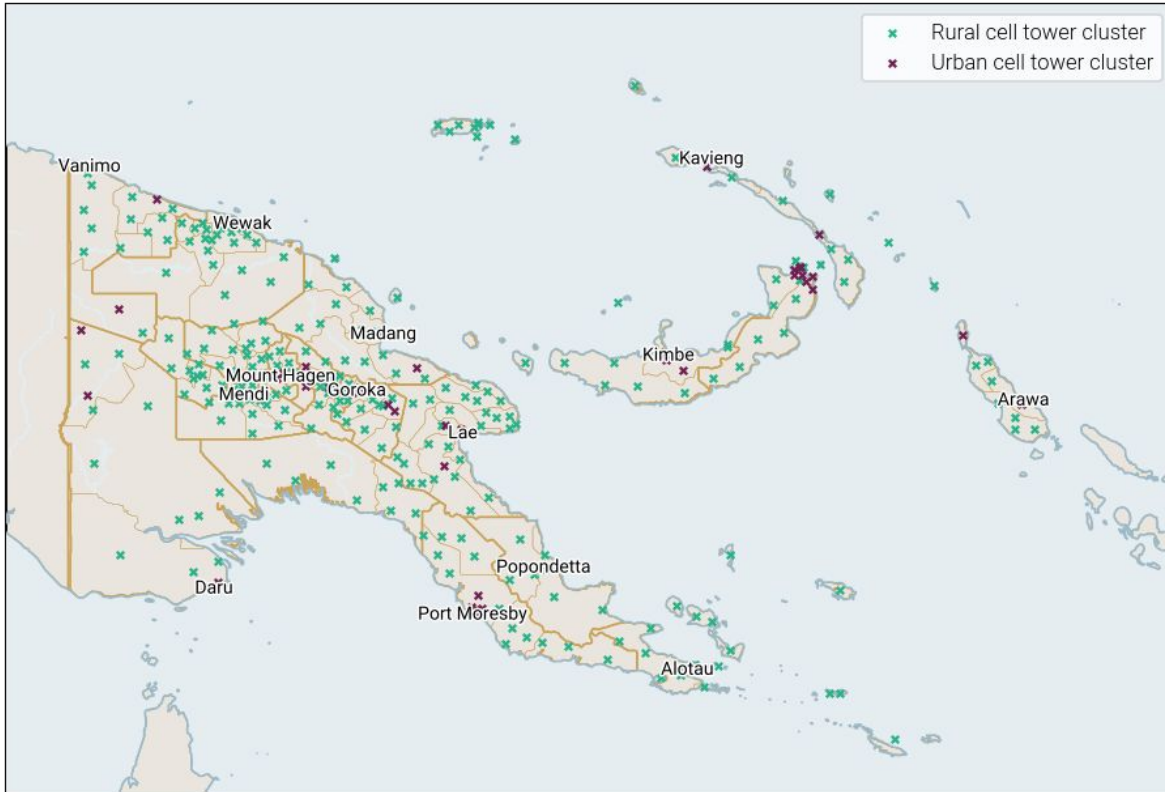 Rural cell tower cluster
Urban cell tower cluster
Kavieng
Vanimo
Wewak
Madang
Kimbe
Mount Hagen
Goroka
Mendi
Arawa
Lae
Popondetta
Daru
Port Moresby
Alotau